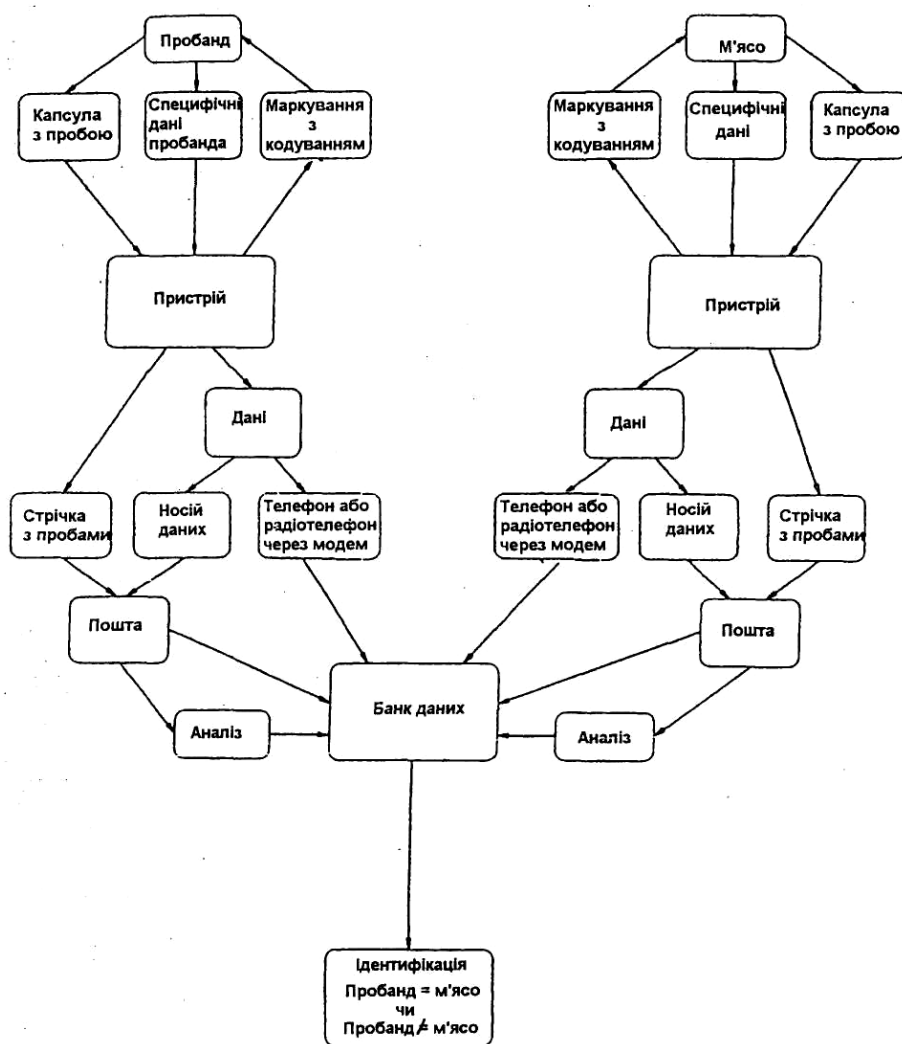 Пробанд
М'ясо
Капсула
з пробою
Специфічні
дані
пробанда
Маркування
з
кодуванням
Маркування
з
кодуванням
Специфічні
дані
Капсула
з пробою
Пристрій
Пристрій
Дані
Дані
Стрічка
з пробами
Носій
даних
Телефон або
радіотелефон
через модем
Телефон або
радіотелефон
через модем
Носій
даних
Стрічка
з пробами
Пошта
Пошта
Банк даних
Аналіз
Аналіз
Ідентифікація
Пробанд = м'ясо
чи
Пробанд ≠ м'ясо